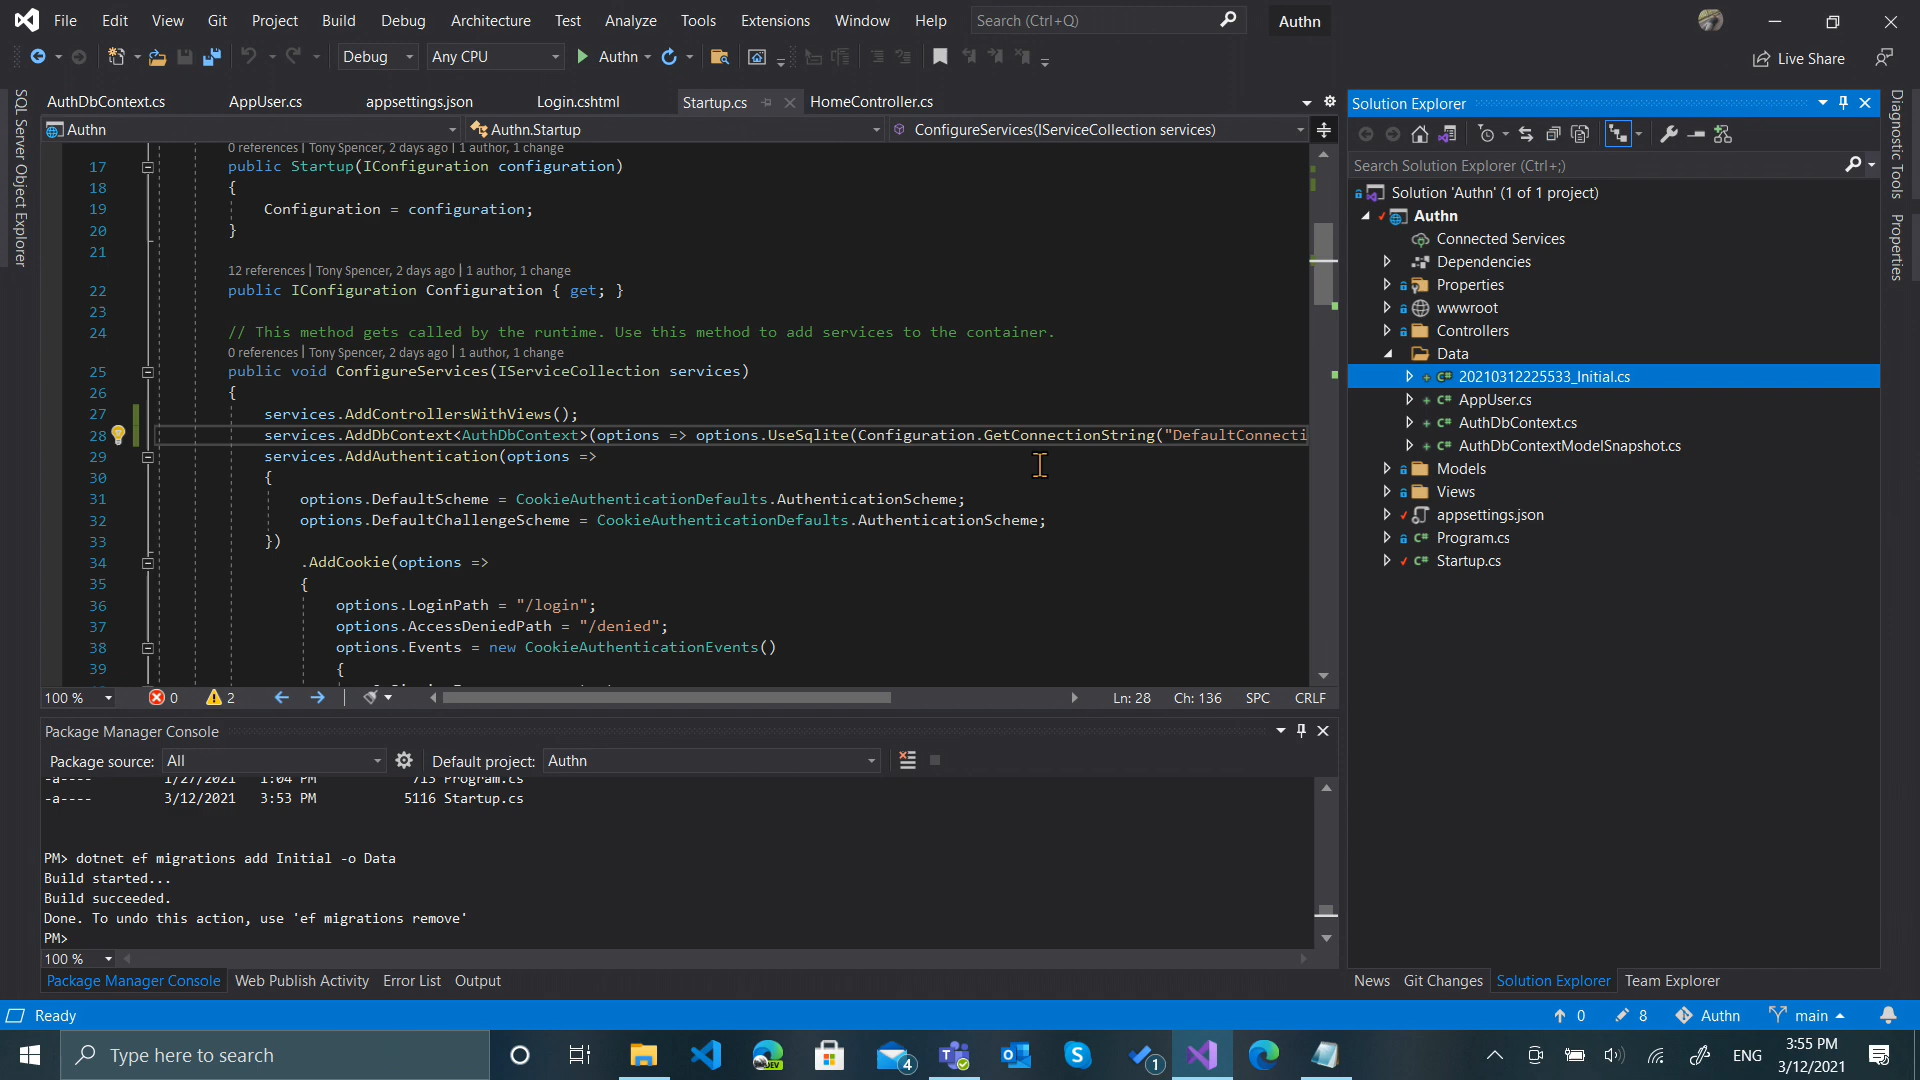 File Edit View Git Project Build Debug Architecture Test Analyze Tools Extensions Window Help Search (Ctrl+Q) Authn
Debug Any CPU Authn Live Share
AuthDbContext.cs AppUser.cs appsettings.json Login.cshtml Startup.cs HomeController.cs
Authn Authn.Startup ConfigureServices(IServiceCollection services)
SQL Server Object Explorer
0 references | Tony Spencer, 2 days ago | 1 author, 1 change
17 public Startup(IConfiguration configuration)
18 {
19 Configuration = configuration;
20 }
21
12 references | Tony Spencer, 2 days ago | 1 author, 1 change
22 public IConfiguration Configuration { get; }
23
24 // This method gets called by the runtime. Use this method to add services to the container.
0 references | Tony Spencer, 2 days ago | 1 author, 1 change
25 public void ConfigureServices(IServiceCollection services)
26 {
27 services.AddControllersWithViews();
28 services.AddDbContext<AuthDbContext>(options => options.UseSqlite(Configuration.GetConnectionString("DefaultConnecti
29 services.AddAuthentication(options =>
30 {
31 options.DefaultScheme = CookieAuthenticationDefaults.AuthenticationScheme;
32 options.DefaultChallengeScheme = CookieAuthenticationDefaults.AuthenticationScheme;
33 })
34 .AddCookie(options =>
35 {
36 options.LoginPath = "/login";
37 options.AccessDeniedPath = "/denied";
38 options.Events = new CookieAuthenticationEvents()
39 {
100 % 0 2 Ln: 28 Ch: 136 SPC CRLF
Package Manager Console
Package source: All Default project: Authn
-a---- 1/27/2021 1:04 PM 713 Program.cs
-a---- 3/12/2021 3:53 PM 5116 Startup.cs
PM> dotnet ef migrations add Initial -o Data
Build started...
Build succeeded.
Done. To undo this action, use 'ef migrations remove'
PM>
100 %
Package Manager Console Web Publish Activity Error List Output
Solution Explorer
Search Solution Explorer (Ctrl+;)
Solution 'Authn' (1 of 1 project)
Authn
Connected Services
Dependencies
Properties
wwwroot
Controllers
Data
20210312225533_Initial.cs
AppUser.cs
AuthDbContext.cs
AuthDbContextModelSnapshot.cs
Models
Views
appsettings.json
Program.cs
Startup.cs
News Git Changes Solution Explorer Team Explorer
Diagnostic Tools
Properties
Ready 0 8 Authn main
Type here to search DEV 4 1 ENG 3:55 PM
3/12/2021